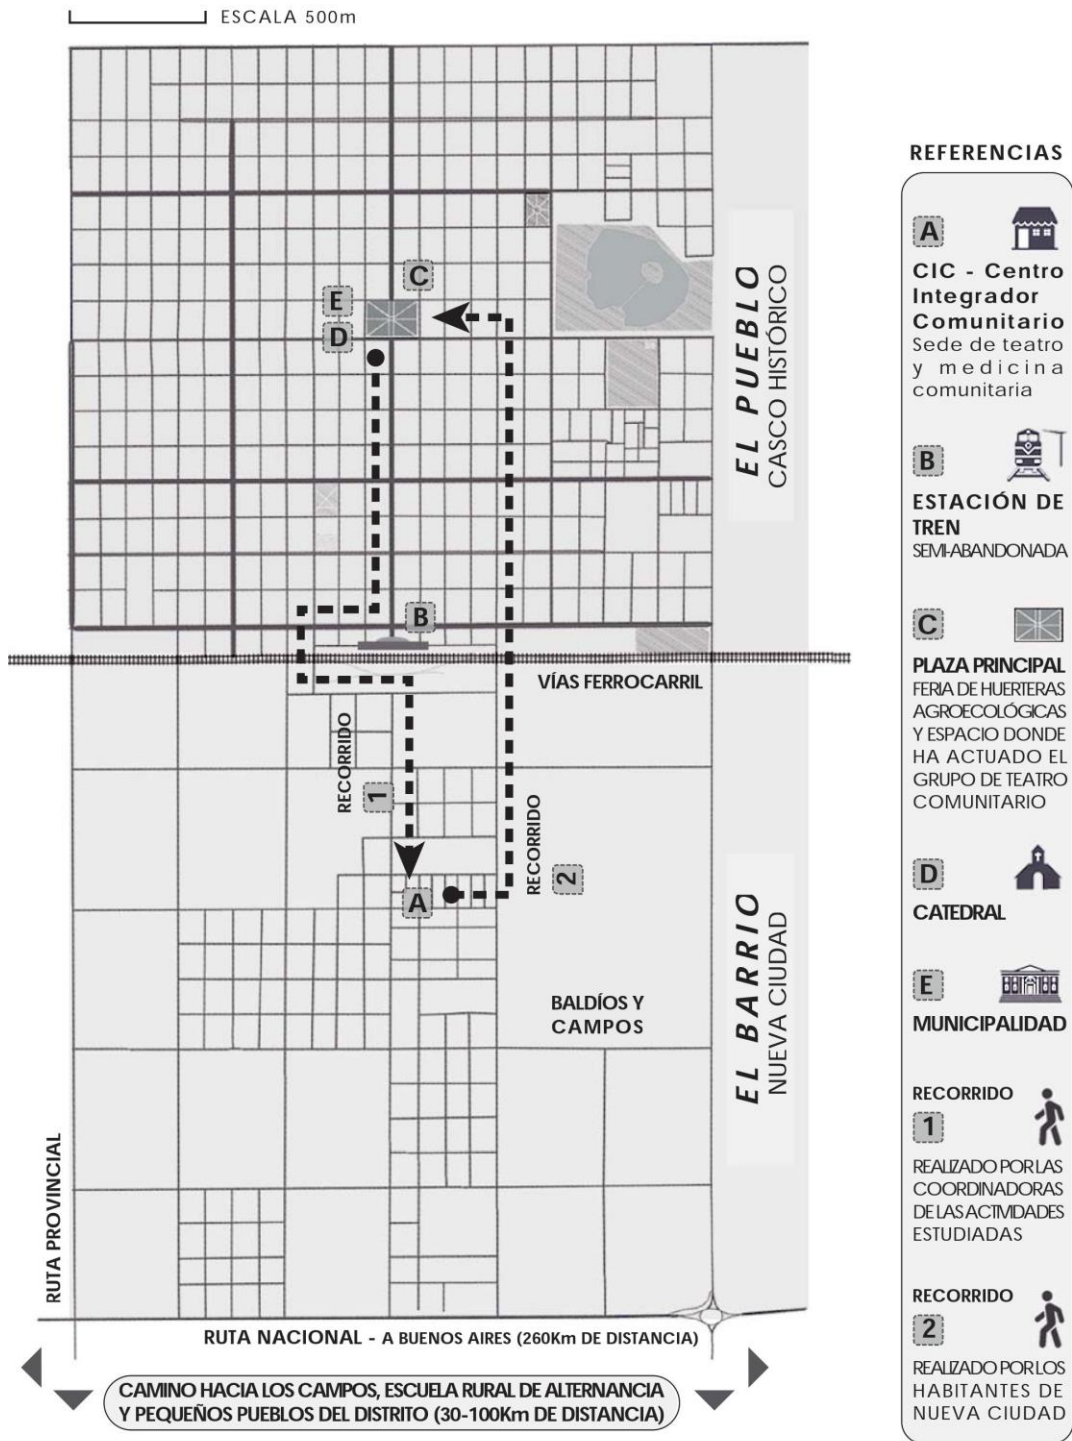 ESCALA 500m
C
E
D
B
EL PUEBLO
CASCO HISTÓRICO
VÍAS FERROCARRIL
RECORRIDO
1
RECORRIDO
2
A
BALDÍOS Y
CAMPOS
EL BARRIO
NUEVA CIUDAD
RUTA PROVINCIAL
RUTA NACIONAL - A BUENOS AIRES (260Km DE DISTANCIA)
CAMINO HACIA LOS CAMPOS, ESCUELA RURAL DE ALTERNANCIA
Y PEQUEÑOS PUEBLOS DEL DISTRITO (30-100Km DE DISTANCIA)
REFERENCIAS
A
CIC - Centro
Integrador
Comunitario
Sede de teatro
y medicina
comunitaria
B
ESTACIÓN DE
TREN
SEMI-ABANDONADA
C
PLAZA PRINCIPAL
FERIA DE HUERTERAS
AGROECOLÓGICAS
Y ESPACIO DONDE
HA ACTUADO EL
GRUPO DE TEATRO
COMUNITARIO
D
CATEDRAL
E
MUNICIPALIDAD
RECORRIDO
1
REALIZADO POR LAS
COORDINADORAS
DE LAS ACTIVIDADES
ESTUDIADAS
RECORRIDO
2
REALIZADO POR LOS
HABITANTES DE
NUEVA CIUDAD